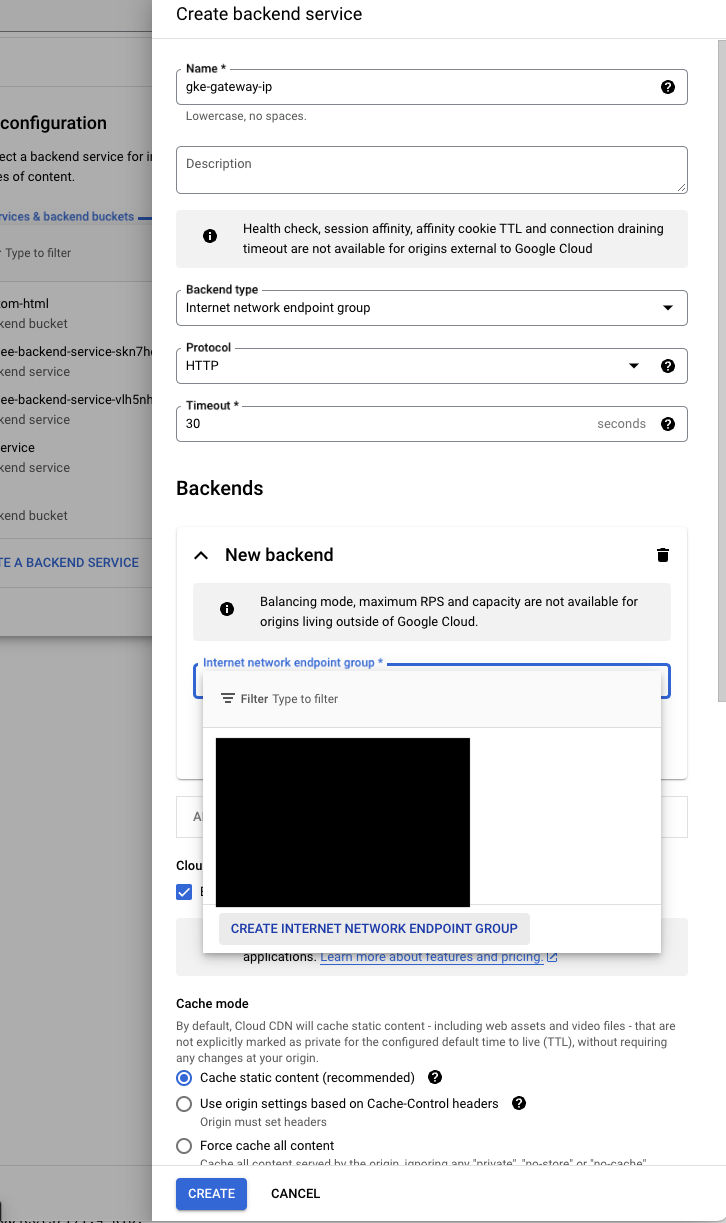 Create backend service
configuration
ect a backend service for i
es of content.
rvices & backend buckets
Type to filter
om-html
kend bucket
ee-backend-service-skn7h
kend service
ee-backend-service-vlh5nh
kend service
ervice
kend service
kend bucket
TE A BACKEND SERVICE
Name *
gke-gateway-ip
Lowercase, no spaces.
Description
Health check, session affinity, affinity cookie TTL and connection draining
timeout are not available for origins external to Google Cloud
Backend type
Internet network endpoint group
Protocol
HTTP
Timeout *
30 seconds
Backends
New backend
Balancing mode, maximum RPS and capacity are not available for
origins living outside of Google Cloud.
Internet network endpoint group *
Filter Type to filter
A
Clou
CREATE INTERNET NETWORK ENDPOINT GROUP
applications. Learn more about features and pricing.
Cache mode
By default, Cloud CDN will cache static content - including web assets and video files - that are
not explicitly marked as private for the configured default time to live (TTL), without requiring
any changes at your origin.
Cache static content (recommended)
Use origin settings based on Cache-Control headers
Origin must set headers
Force cache all content
Cache all content served by the origin, ignoring any "private", "no-store" or "no-cache"
CREATE CANCEL